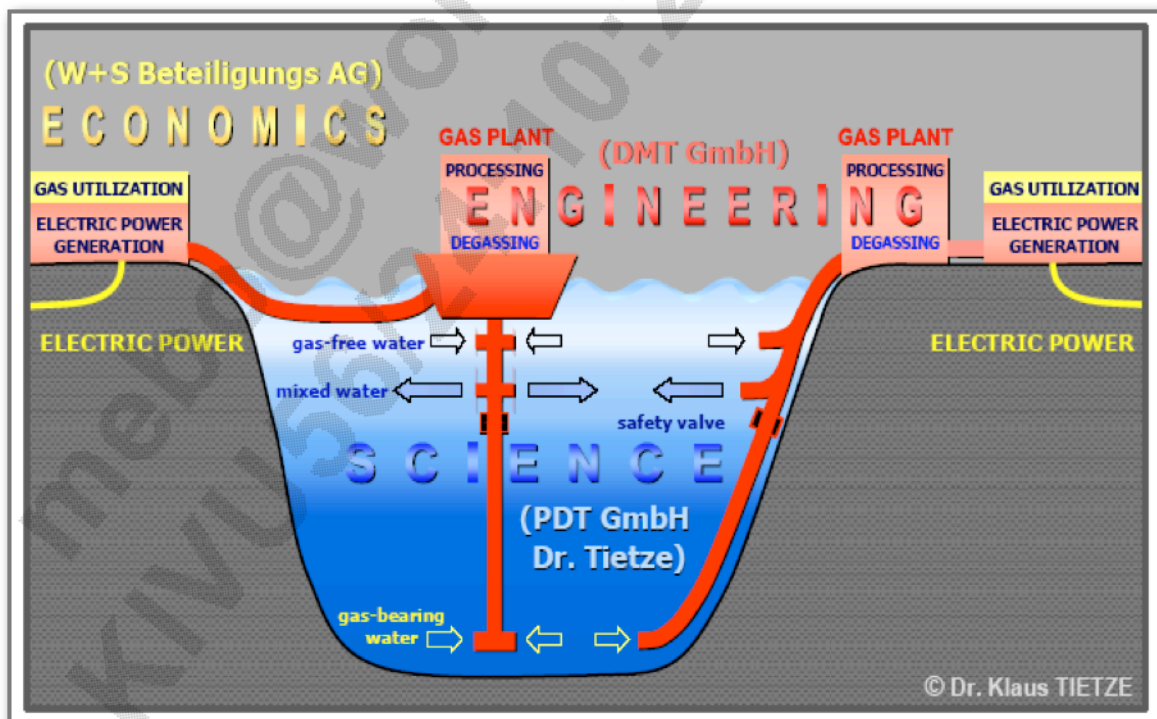 (W+S Beteiligungs AG)
ECONOMICS
GAS PLANT
GAS PLANT
(DMT GmbH)
PROCESSING
PROCESSING
ENGINEERING
DEGASSING
DEGASSING
GAS UTILIZATION
ELECTRIC POWER
GENERATION
GAS UTILIZATION
ELECTRIC POWER
GENERATION
ELECTRIC POWER
ELECTRIC POWER
gas-free water
mixed water
safety valve
SCIENCE
(PDT GmbH
Dr. Tietze)
gas-bearing
water
© Dr. Klaus TIETZE